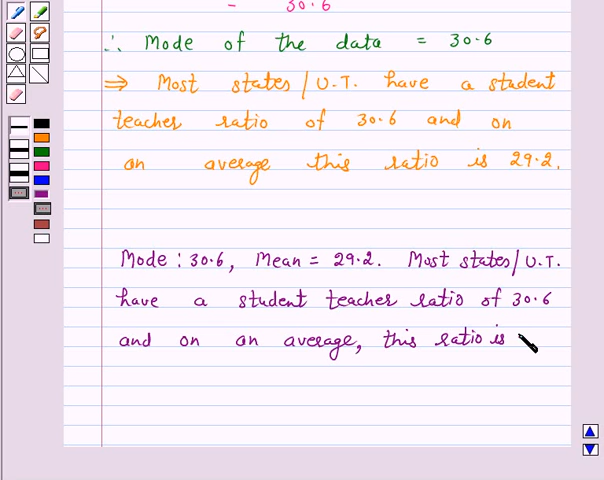 = 30.6
∴ Mode of the data = 30.6
⇒ Most states/U.T. have a student
teacher ratio of 30.6 and on
an average this ratio is 29.2.
Mode : 30.6, Mean = 29.2. Most states/U.T.
have a student teacher ratio of 30.6
and on an average, this ratio is